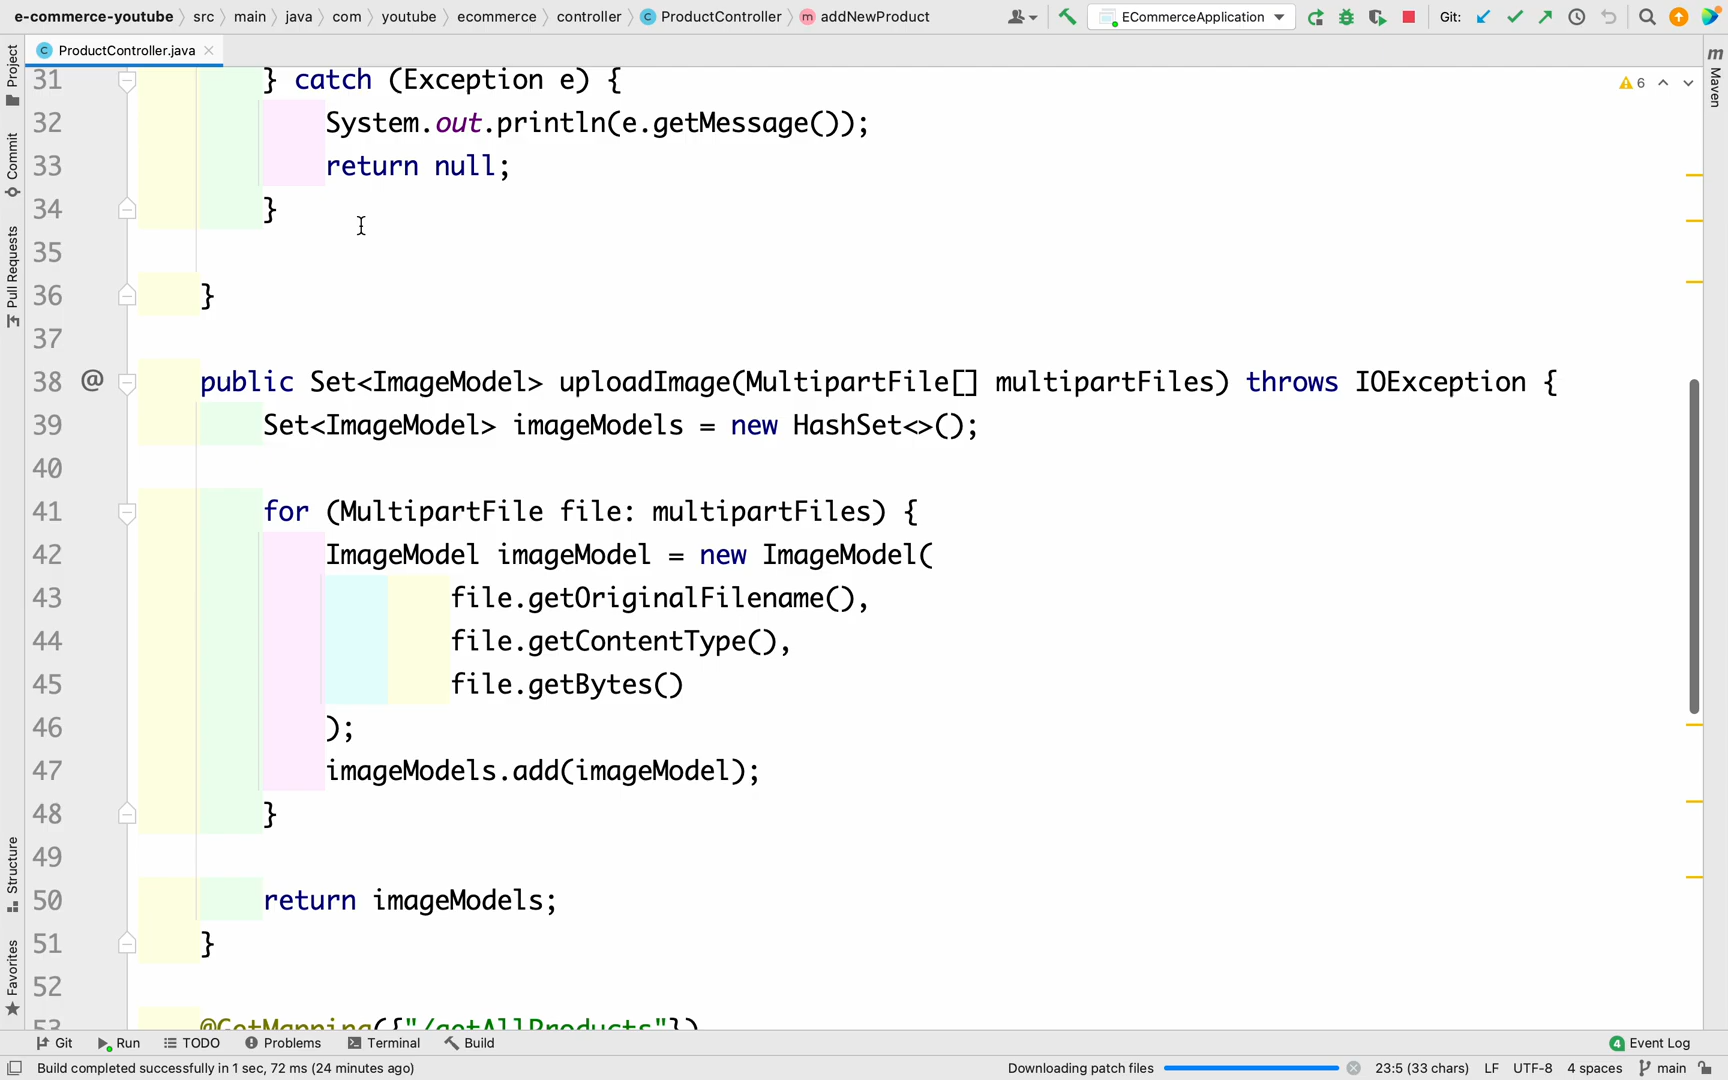 e-commerce-youtube src main java com youtube ecommerce controller ProductController addNewProduct ECommerceApplication Git:
ProductController.java
6
Project
Commit
Pull Requests
Structure
Favorites
Maven
31 } catch (Exception e) {
32 System.out.println(e.getMessage());
33 return null;
34 }
35
36 }
37
38 @ public Set<ImageModel> uploadImage(MultipartFile[] multipartFiles) throws IOException {
39 Set<ImageModel> imageModels = new HashSet<>();
40
41 for (MultipartFile file: multipartFiles) {
42 ImageModel imageModel = new ImageModel(
43 file.getOriginalFilename(),
44 file.getContentType(),
45 file.getBytes()
46 );
47 imageModels.add(imageModel);
48 }
49
50 return imageModels;
51 }
52
53 @GetMapping({"/getAllProducts"})
Git Run TODO Problems Terminal Build 4 Event Log
Build completed successfully in 1 sec, 72 ms (24 minutes ago) Downloading patch files 23:5 (33 chars) LF UTF-8 4 spaces main